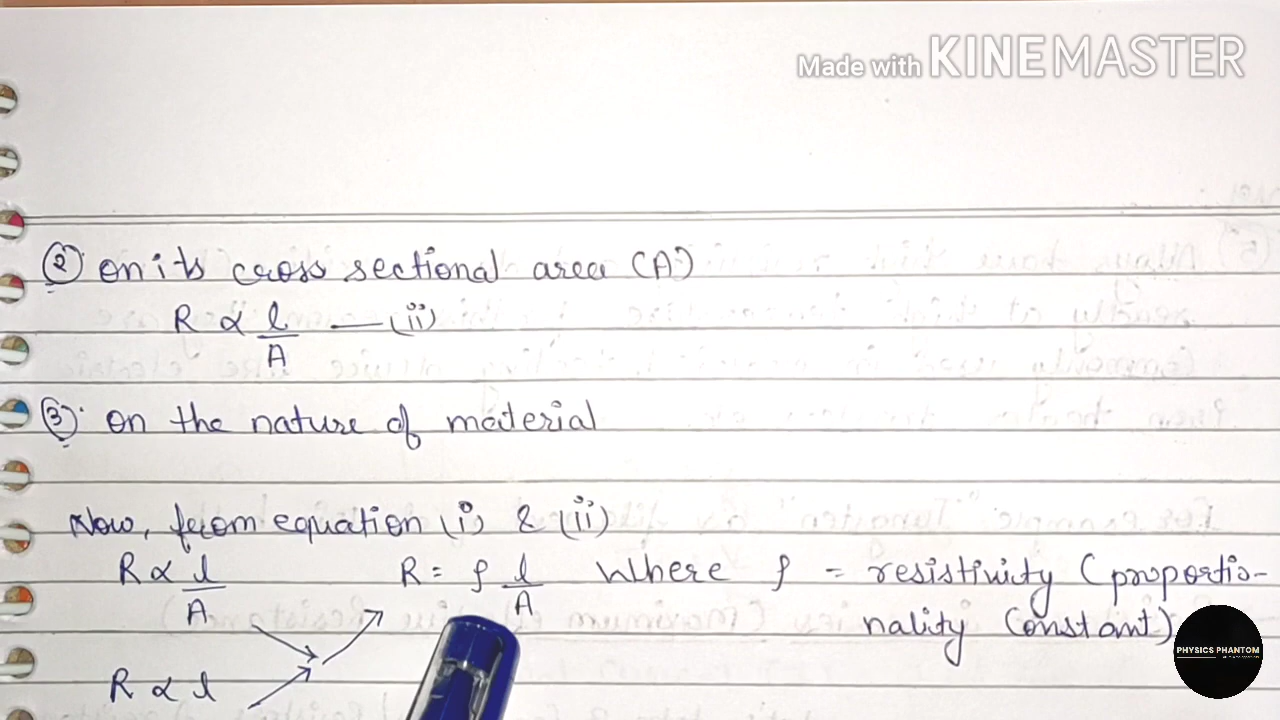 Made with KINEMASTER
② on its cross sectional area (A)
R ∝ l/A — (ii)
③ on the nature of material
Now, from equation (i) & (ii)
R ∝ l/A R = ρ l/A Where ρ = resistivity (proportio-
nality constant)
R ∝ l
PHYSICS PHANTOM